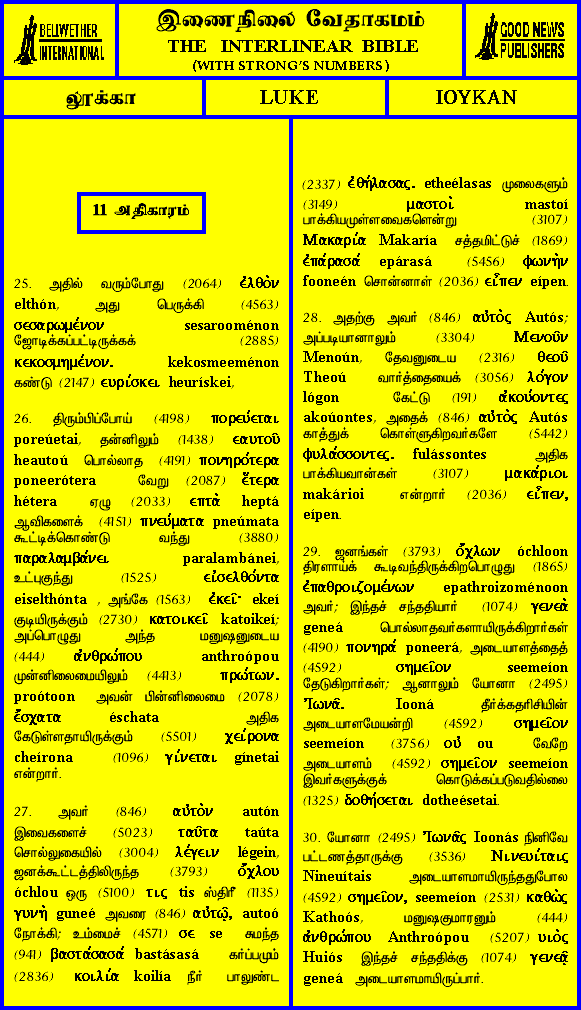 BELLWETHER
INTERNATIONAL
இணைநிலை வேதாகமம்
THE INTERLINEAR BIBLE
(WITH STRONG'S NUMBERS)
GOOD NEWS
PUBLISHERS
லூக்கா
LUKE
ΙΟΥΚΑΝ
11 அதிகாரம்
25. அதில் வரும்போது (2064) ἐλθὸν
elthón, அது பெருக்கி (4563)
σεσαρωμένον sesarooménon
ஜோடிக்கப்பட்டிருக்கக் (2885)
κεκοσμημένον. kekosmeeménon
கண்டு (2147) ευρίσκει heurískei,
26. திரும்பிப்போய் (4198) πορεύεται
poreúetai, தன்னிலும் (1438) εαυτοῦ
heautoú பொல்லாத (4191) πονηρότερα
poneerótera வேறு (2087) ἕτερα
hétera ஏழு (2033) επτὰ heptá
ஆவிகளைக் (4151) πνεύματα pneúmata
கூட்டிக்கொண்டு வந்து (3880)
παραλαμβάνει paralambánei,
உட்புகுந்து (1525) εἰσελθόντα
eiselthónta , அங்கே (1563) ἐκεῖ· ekeí
குடியிருக்கும் (2730) κατοικεῖ katoikeí;
அப்பொழுது அந்த மனுஷனுடைய
(444) ἀνθρώπου anthroópou
முன்னிலைமையிலும் (4413) πρώτων.
proótoon அவன் பின்னிலைமை (2078)
ἔσχατα éschata அதிக
கேடுள்ளதாயிருக்கும் (5501) χείρονα
cheírona (1096) γίνεται gínetai
என்றார்.
27. அவர் (846) αὐτὸν autón
இவைகளைச் (5023) ταῦτα taúta
சொல்லுகையில் (3004) λέγειν légein,
ஜனக்கூட்டத்திலிருந்த (3793) ὄχλου
óchlou ஒரு (5100) τις tis ஸ்திரீ (1135)
γυνὴ guneé அவரை (846) αὐτῷ, autoó
நோக்கி; உம்மைச் (4571) σε se சுமந்த
(941) βαστάσασά bastásasá கர்ப்பமும்
(2836) κοιλία koilía நீர் பாலுண்ட
(2337) ἐθήλασας. etheélasas முலைகளும்
(3149) μαστοὶ mastoí
பாக்கியமுள்ளவைகளென்று (3107)
Μακαρία Makaría சத்தமிட்டுச் (1869)
ἐπάρασά epárasá (5456) φωνὴν
fooneén சொன்னாள் (2036) εἶπεν eípen.
28. அதற்கு அவர் (846) αὐτὸς Autós;
அப்படியானாலும் (3304) Μενοῦν
Menoún, தேவனுடைய (2316) θεοῦ
Theoú வார்த்தையைக் (3056) λόγον
lógon கேட்டு (191) ἀκούοντες
akoúontes, அதைக் (846) αὐτὸς Autós
காத்துக் கொள்ளுகிறவர்களே (5442)
φυλάσσοντες. fulássontes அதிக
பாக்கியவான்கள் (3107) μακάριοι
makárioi என்றார் (2036) εἶπεν,
eípen.
29. ஜனங்கள் (3793) ὄχλων óchloon
திரளாய்க் கூடிவந்திருக்கிறபொழுது (1865)
ἐπαθροιζομένων epathroizoménoon
அவர்; இந்தச் சந்ததியார் (1074) γενεὰ
geneá பொல்லாதவர்களாயிருக்கிறார்கள்
(4190) πονηρά poneerá, அடையாளத்தைத்
(4592) σημεῖον seemeíon
தேடுகிறார்கள்; ஆனாலும் யோனா (2495)
Ἰωνᾶ. Iooná தீர்க்கதரிசியின்
அடையாளமேயன்றி (4592) σημεῖον
seemeíon (3756) οὐ ou வேறே
அடையாளம் (4592) σημεῖον seemeíon
இவர்களுக்குக் கொடுக்கப்படுவதில்லை
(1325) δοθήσεται dotheésetai.
30. யோனா (2495) Ἰωνᾶς Ioonás நினிவே
பட்டணத்தாருக்கு (3536) Νινευίταις
Nineuítais அடையாளமாயிருந்ததுபோல
(4592) σημεῖον, seemeíon (2531) καθὼς
Kathoós, மனுஷகுமாரனும் (444)
ἀνθρώπου Anthroópou (5207) υιὸς
Huiós இந்தச் சந்ததிக்கு (1074) γενεᾷ
geneá அடையாளமாயிருப்பார்.